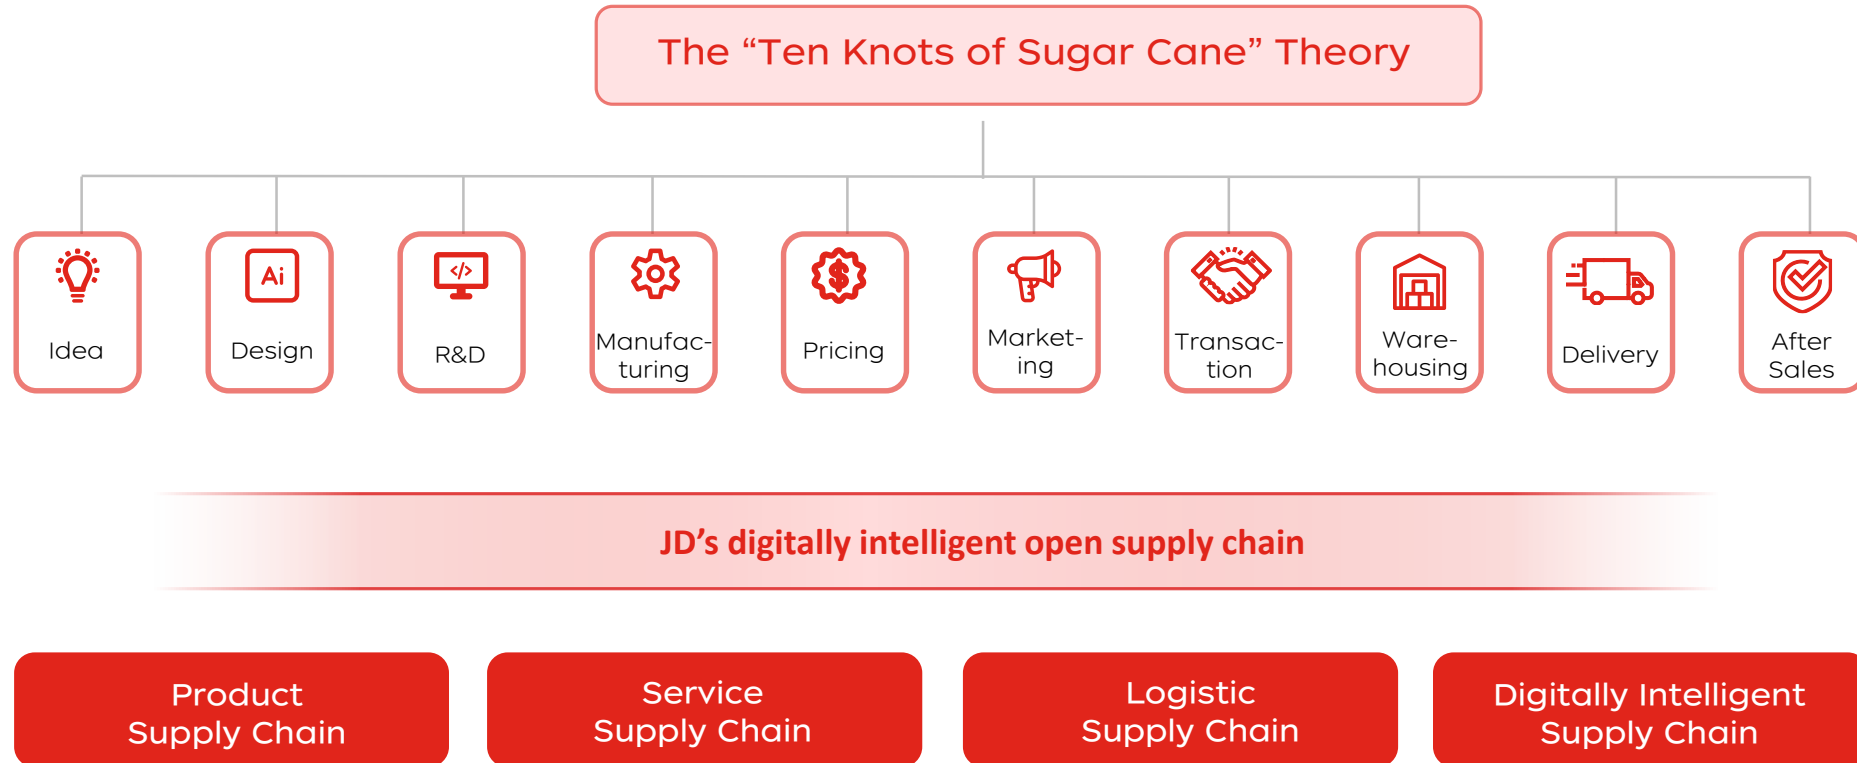 The “Ten Knots of Sugar Cane” Theory
Idea
Ai
Design
</>
R&D
Manufac-
turing
$
Pricing
Market-
ing
Transac-
tion
Ware-
housing
Delivery
After
Sales
JD’s digitally intelligent open supply chain
Product
Supply Chain
Service
Supply Chain
Logistic
Supply Chain
Digitally Intelligent
Supply Chain